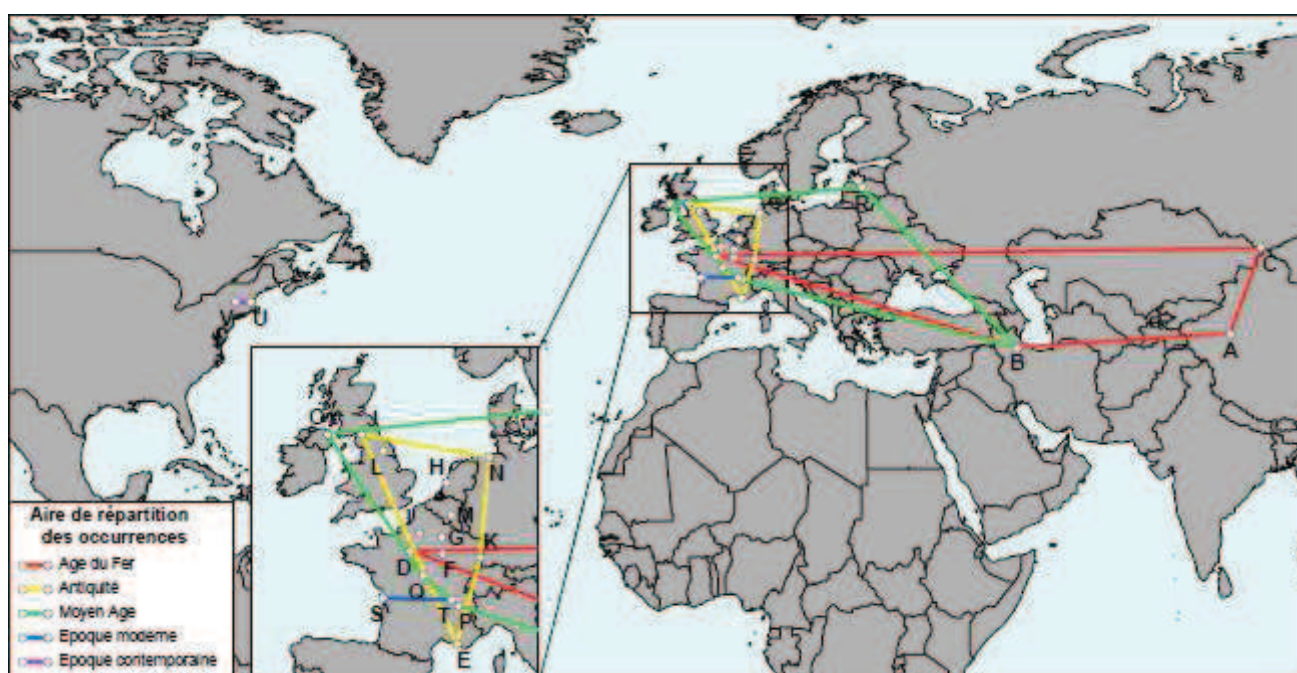 C
A
B
V U
O
L
H
N
J
M
I
G
K
D
F
Q
S
T
P
E
Aire de répartition
des occurrences
Age du Fer
Antiquité
Moyen Age
Epoque moderne
Epoque contemporaine